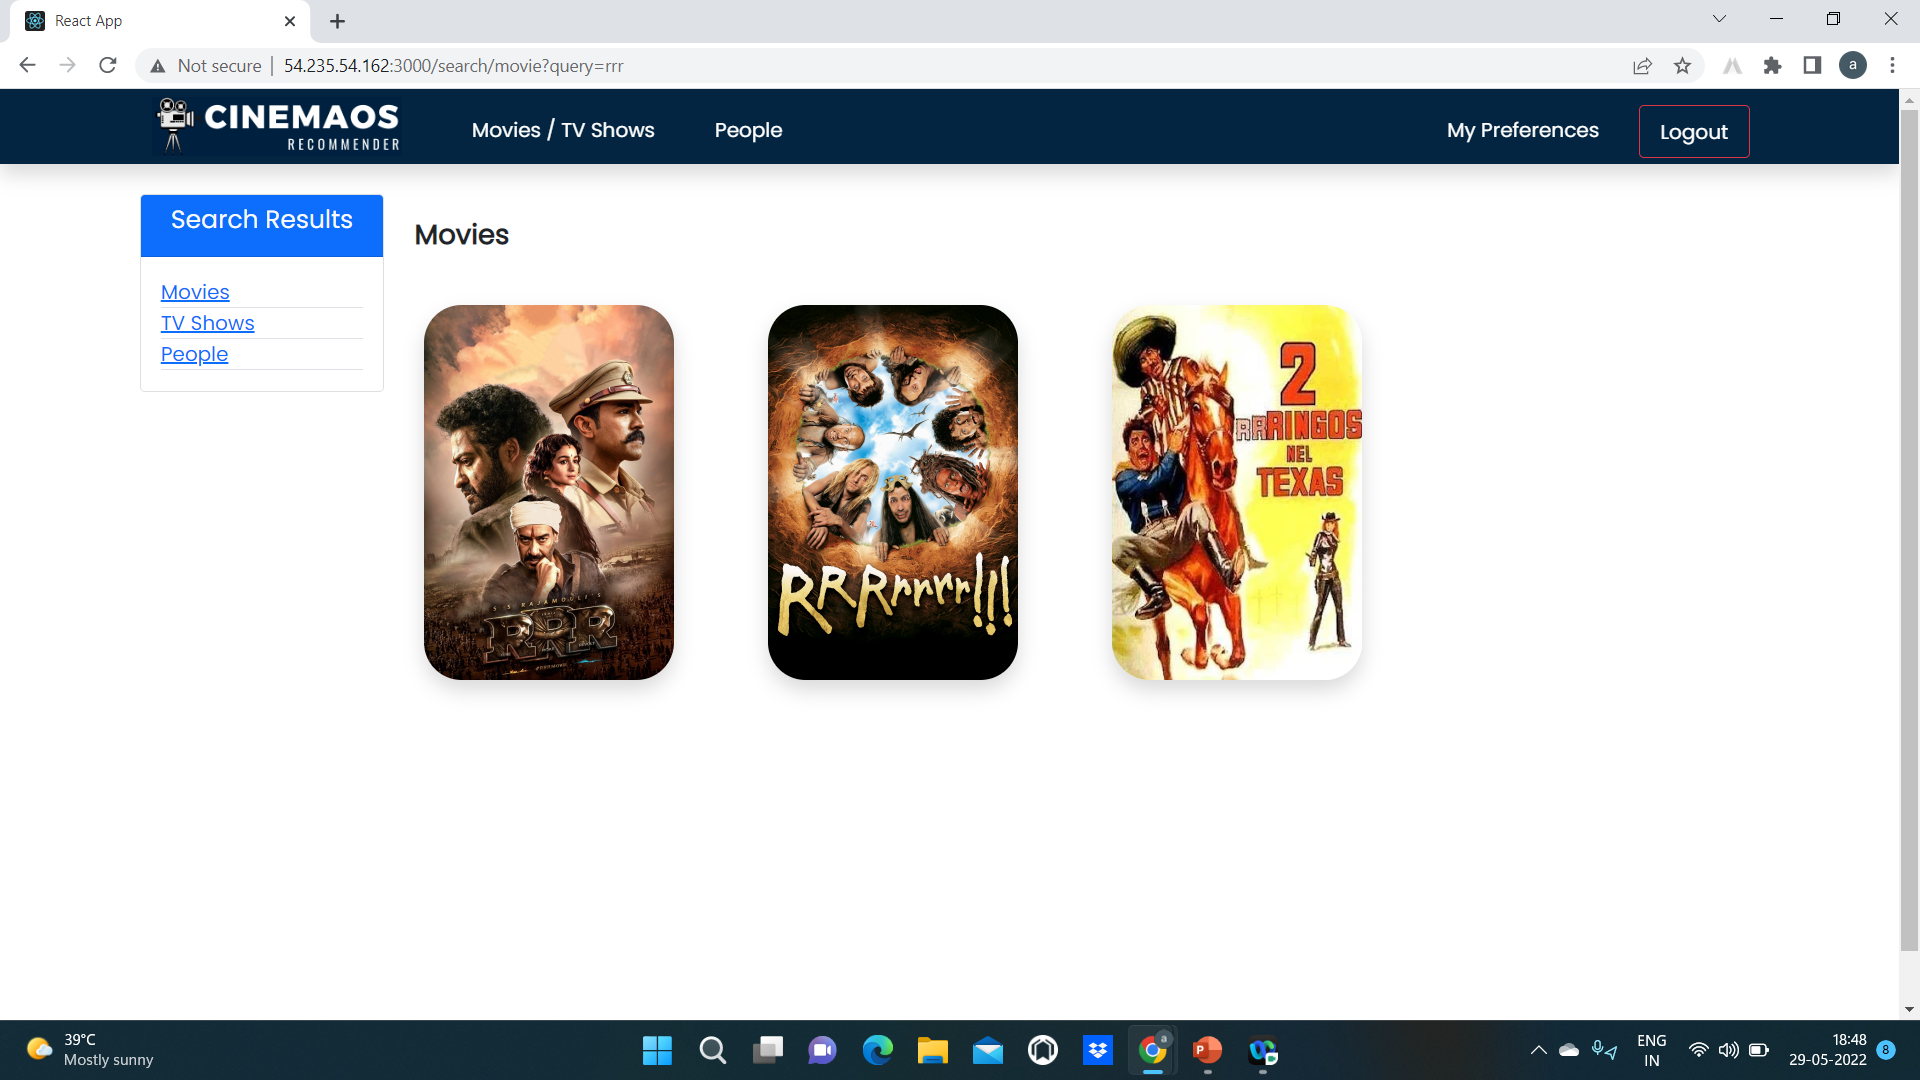 React App
Not secure
54.235.54.162:3000/search/movie?query=rrr
a
CINEMAOS
RECOMMENDER
Movies / TV Shows
People
My Preferences
Logout
Search Results
Movies
TV Shows
People
Movies
S S RAJAMOULI'S
RRR
RRRrrrr!!!
2
RRRINGOS
NEL
TEXAS
39°C
Mostly sunny
a
P
ENG
IN
18:48
29-05-2022
8